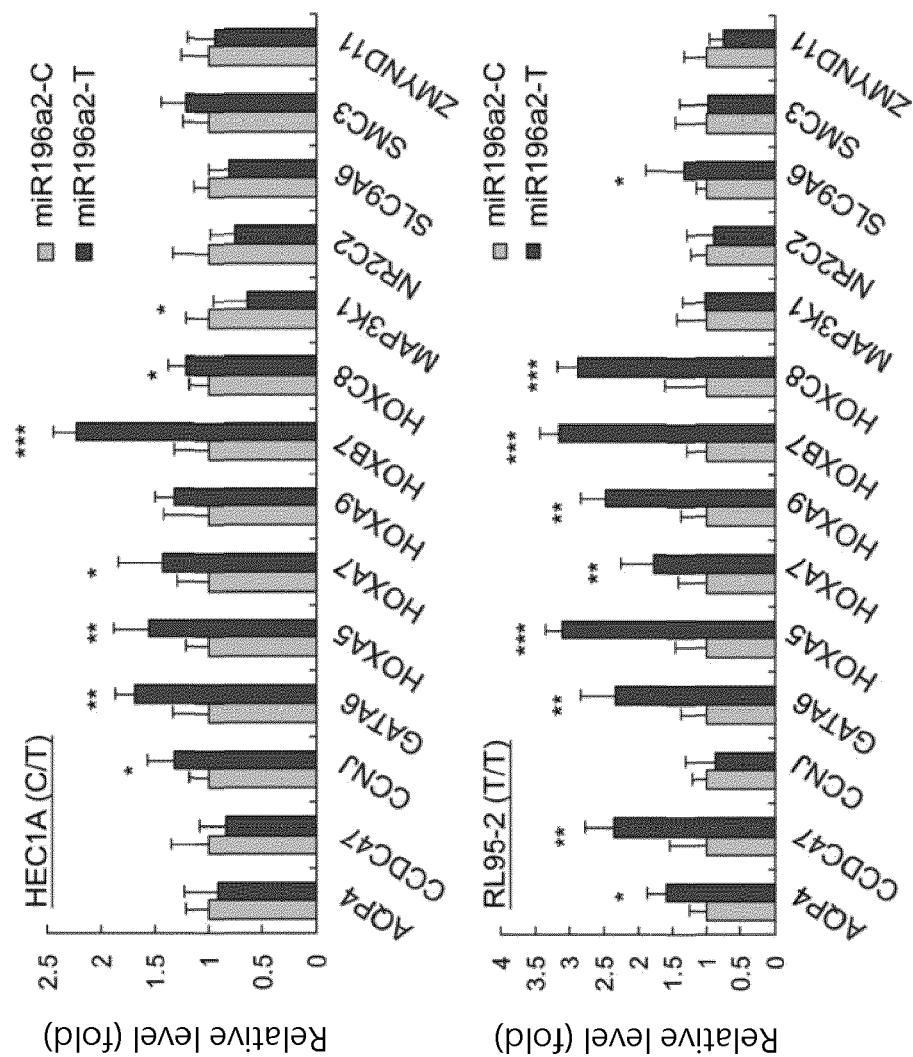 HEC1A (C/T)
miR196a2-C
miR196a2-T
Relative level (fold)
2.5
2
1.5
1
0.5
0
* ** ** * *** * *
AQP4 CCDC47 CCNJ GATA6 HOXA5 HOXA7 HOXA9 HOXB7 HOXC8 MAP3K1 NR2C2 SLC9A6 SMC3 ZMYND11
RL95-2 (T/T)
miR196a2-C
miR196a2-T
Relative level (fold)
4
3.5
3
2.5
2
1.5
1
0.5
0
* ** ** *** ** ** *** *** *
AQP4 CCDC47 CCNJ GATA6 HOXA5 HOXA7 HOXA9 HOXB7 HOXC8 MAP3K1 NR2C2 SLC9A6 SMC3 ZMYND11